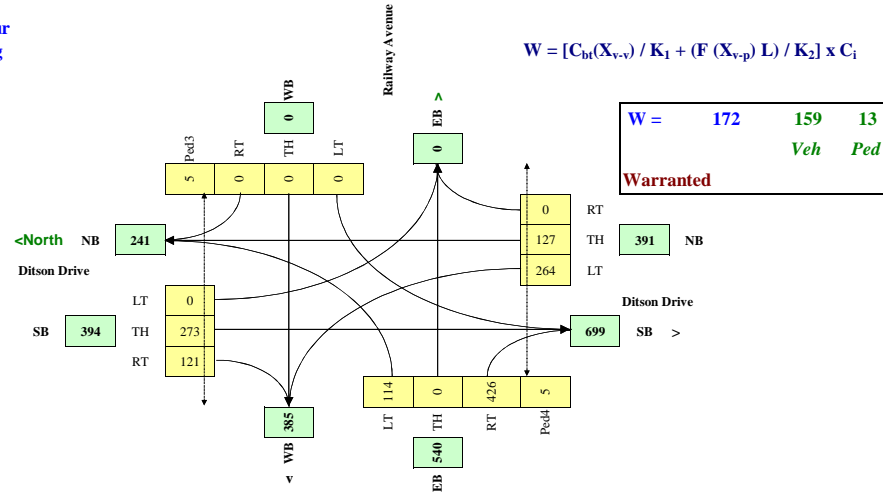 W = [Cbt(Xv-v) / K1 + (F (Xv-p) L) / K2] x Ci
W = 172 159 13
Veh Ped
Warranted
Railway Avenue
WB
0
EB >
0
Ped3 RT TH LT
5 0 0 0
<North NB 241
Ditson Drive
0 RT
127 TH
264 LT
391 NB
LT 0
TH 273
RT 121
SB 394
Ditson Drive
699 SB >
114 0 426 5
LT TH RT Ped4
385
WB
v
540
EB